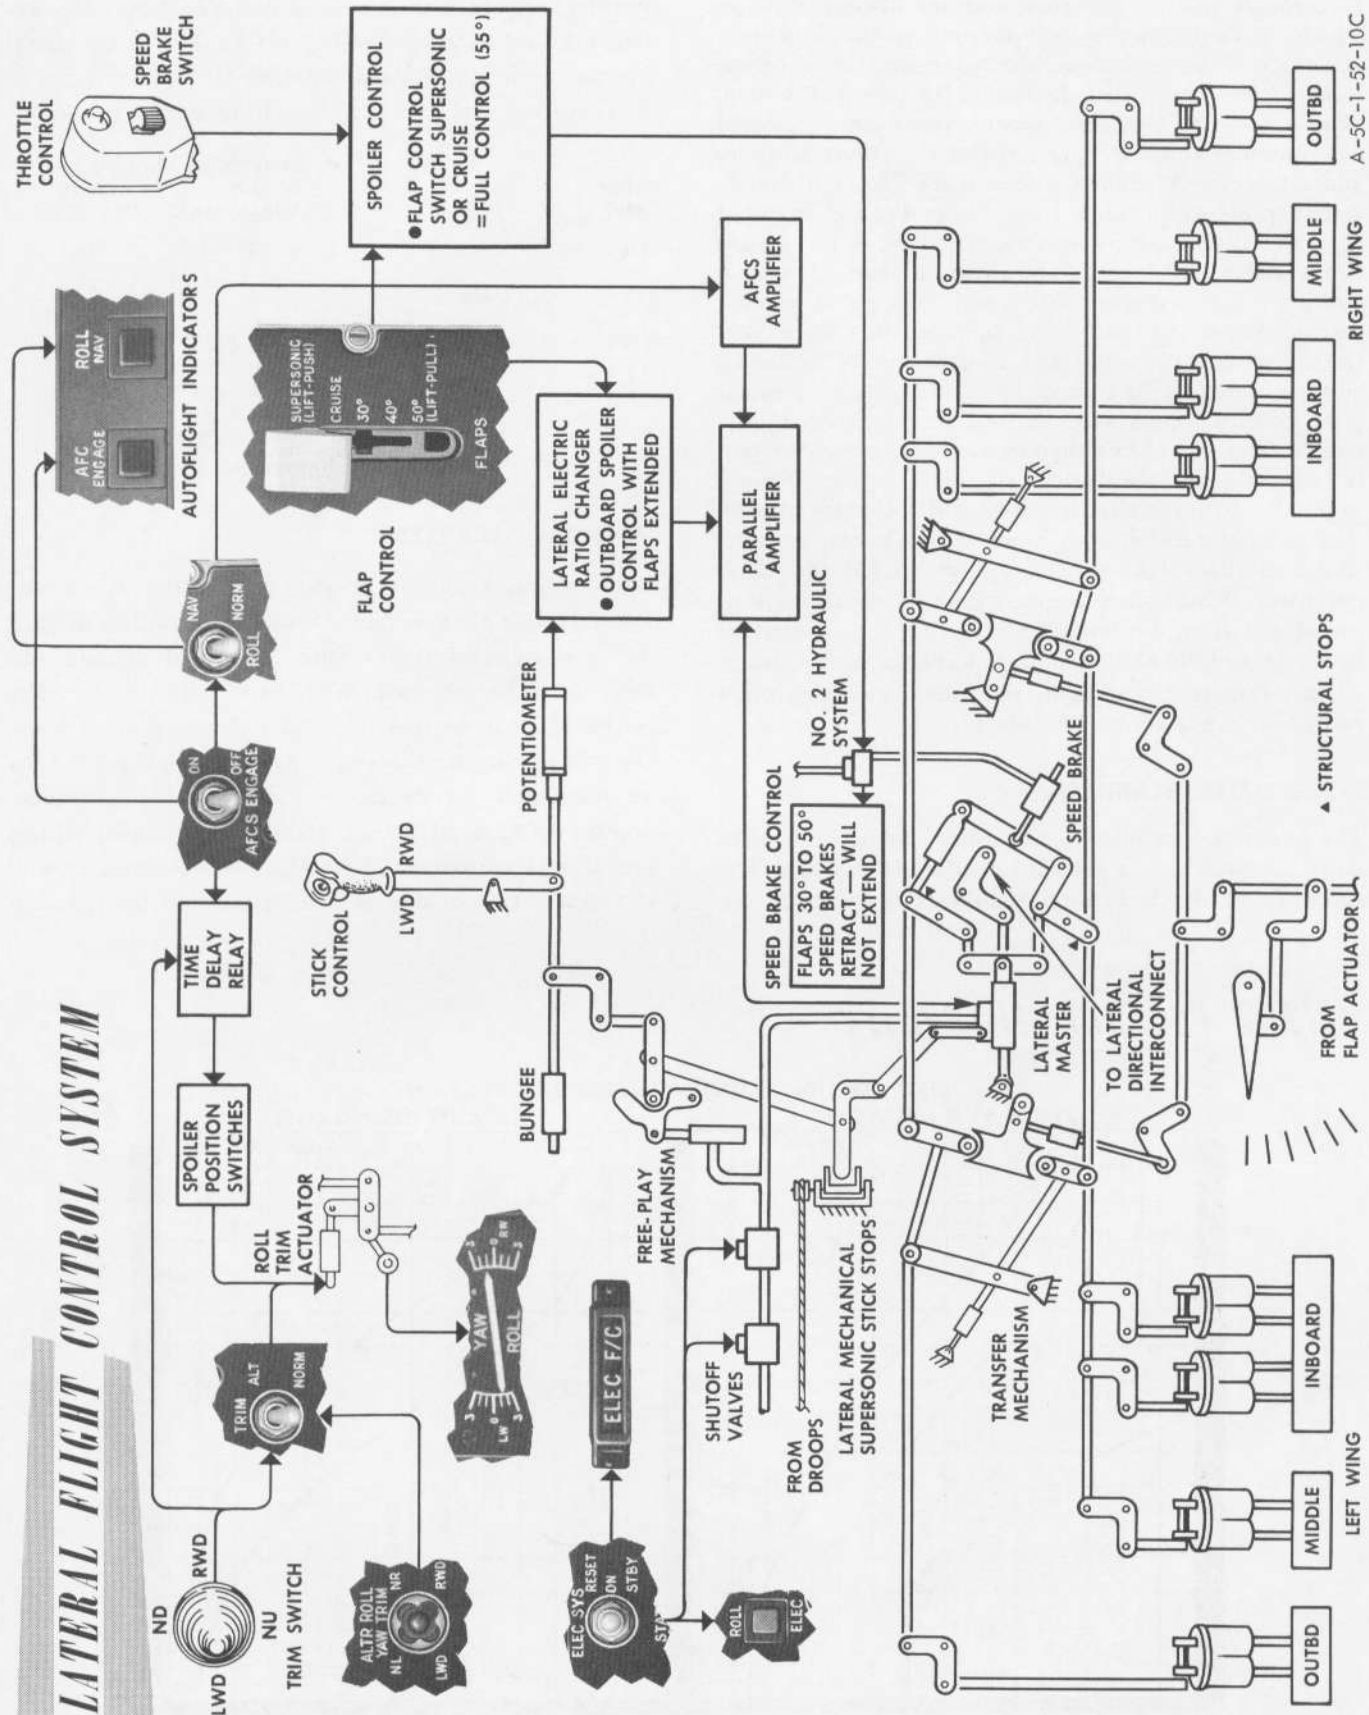 LATERAL FLIGHT CONTROL SYSTEM
ND
RWD
LWD
NU
TRIM SWITCH
TRIM
ALT
NORM
SPOILER
POSITION
SWITCHES
TIME
DELAY
RELAY
ON
OFF
AFCS ENGAGE
NAV
NORM
ROLL
AFC
ENGAGE
ROLL
NAV
AUTOFLIGHT INDICATORS
THROTTLE
CONTROL
SPEED
BRAKE
SWITCH
ROLL
TRIM
ACTUATOR
ALTR ROLL
YAW TRIM
NL
NR
LWD
RWD
3
0
LW
3
YAW
ROLL
3
0
RW
3
STICK
CONTROL
LWD
RWD
FLAP
CONTROL
SUPERSONIC
(LIFT-PUSH)
CRUISE
30°
40°
50°
(LIFT-PULL)
FLAPS
SPOILER CONTROL
● FLAP CONTROL
SWITCH SUPERSONIC
OR CRUISE
= FULL CONTROL (55°)
ELEC SYS
RESET
ON
STBY
ELEC F/C
ROLL
ELEC
BUNGEE
POTENTIOMETER
LATERAL ELECTRIC
RATIO CHANGER
● OUTBOARD SPOILER
CONTROL WITH
FLAPS EXTENDED
FREE-PLAY
MECHANISM
SHUTOFF
VALVES
PARALLEL
AMPLIFIER
AFCS
AMPLIFIER
FROM
DROOPS
LATERAL MECHANICAL
SUPERSONIC STICK STOPS
SPEED BRAKE CONTROL
FLAPS 30° TO 50°
SPEED BRAKES
RETRACT — WILL
NOT EXTEND
NO. 2 HYDRAULIC
SYSTEM
TRANSFER
MECHANISM
LATERAL
MASTER
SPEED BRAKE
TO LATERAL
DIRECTIONAL
INTERCONNECT
FROM
FLAP ACTUATOR
▲ STRUCTURAL STOPS
OUTBD
MIDDLE
INBOARD
LEFT WING
INBOARD
MIDDLE
OUTBD
RIGHT WING
A-5C-1-52-10C